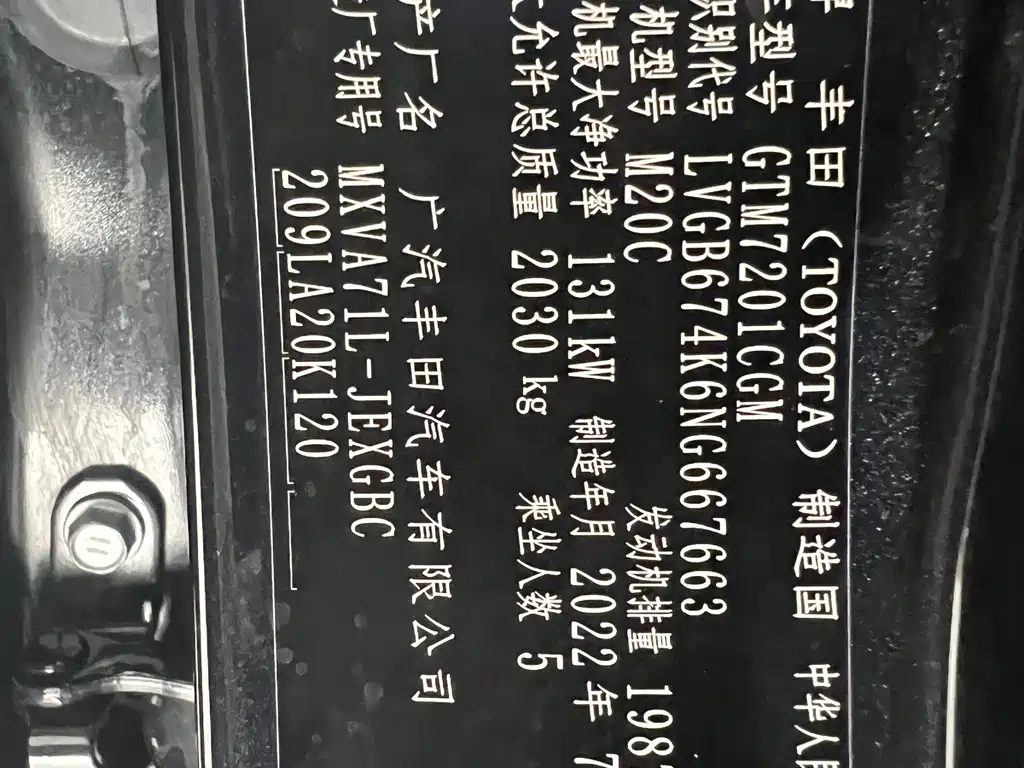 丰田（TOYOTA） 制造国 中华人民
车型号 GTM7201CGM
识别代号 LVGB674K6NG667663
机型号 M20C 发动机排量 198
机最大净功率 131kW 制造年月 2022年 7
大允许总质量 2030 kg 乘坐人数 5
产厂名 广汽丰田汽车有限公司
厂专用号 MXVA71L-JEXGBC
209LA20K120